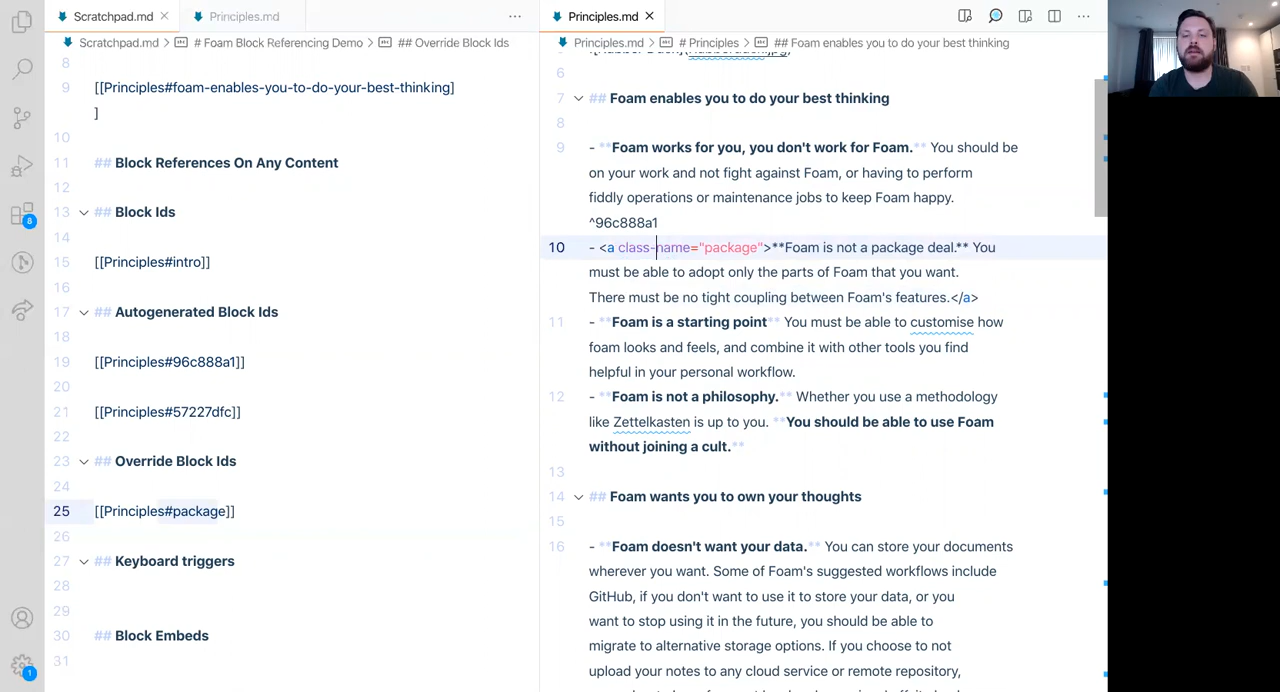 Scratchpad.md
Principles.md
Principles.md
Scratchpad.md > # Foam Block Referencing Demo > ## Override Block Ids
Principles.md > # Principles > ## Foam enables you to do your best thinking
8
9 [[Principles#foam-enables-you-to-do-your-best-thinking]
]
10
11 ## Block References On Any Content
12
13 ## Block Ids
14
15 [[Principles#intro]]
16
17 ## Autogenerated Block Ids
18
19 [[Principles#96c888a1]]
20
21 [[Principles#57227dfc]]
22
23 ## Override Block Ids
24
25 [[Principles#package]]
26
27 ## Keyboard triggers
28
29
30 ## Block Embeds
31
8
1
6
7 ## Foam enables you to do your best thinking
8
9 - **Foam works for you, you don't work for Foam.** You should be
on your work and not fight against Foam, or having to perform
fiddly operations or maintenance jobs to keep Foam happy.
^96c888a1
10 - <a class-name="package">**Foam is not a package deal.** You
must be able to adopt only the parts of Foam that you want.
There must be no tight coupling between Foam's features.</a>
11 - **Foam is a starting point** You must be able to customise how
foam looks and feels, and combine it with other tools you find
helpful in your personal workflow.
12 - **Foam is not a philosophy.** Whether you use a methodology
like Zettelkasten is up to you. **You should be able to use Foam
without joining a cult.**
13
14 ## Foam wants you to own your thoughts
15
16 - **Foam doesn't want your data.** You can store your documents
wherever you want. Some of Foam's suggested workflows include
GitHub, if you don't want to use it to store your data, or you
want to stop using it in the future, you should be able to
migrate to alternative storage options. If you choose to not
upload your notes to any cloud service or remote repository,